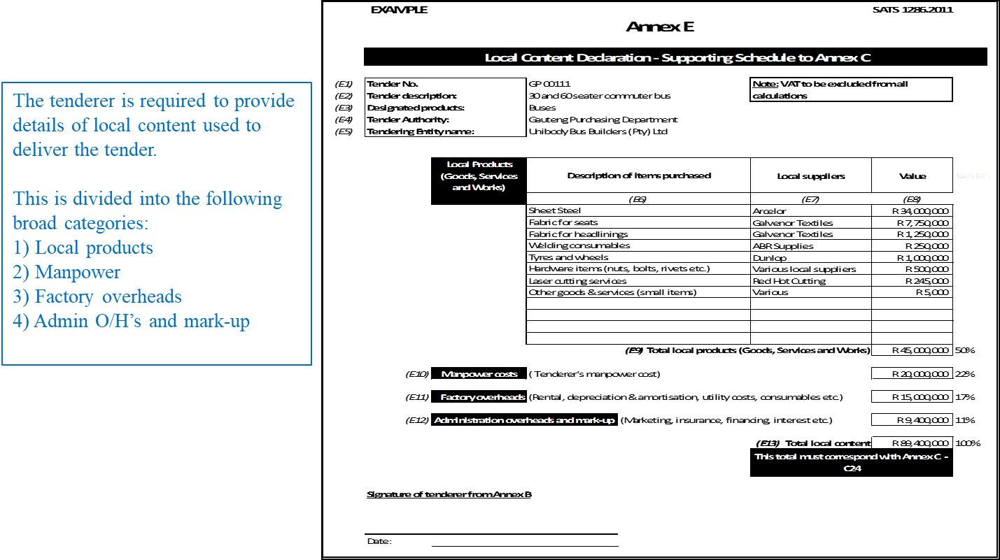 The tenderer is required to provide
details of local content used to
deliver the tender.
This is divided into the following
broad categories:
1) Local products
2) Manpower
3) Factory overheads
4) Admin O/H’s and mark-up
EXAMPLE SATS 1286.2011
Annex E
Local Content Declaration - Supporting Schedule to Annex C
(E1) Tender No. GP 00111 Note: VAT to be excluded from all
(E2) Tender description: 30 and 60 seater commuter bus calculations
(E3) Designated products: Buses
(E4) Tender Authority: Gauteng Purchasing Department
(E5) Tendering Entity name: Unibody Bus Builders (Pty) Ltd
Local Products
(Goods, Services
and Works) Description of items purchased Local suppliers Value
(E6) (E7) (E8)
Sheet Steel Arcelor R 34,000,000
Fabric for seats Galvenor Textiles R 7,750,000
Fabric for headlinings Galvenor Textiles R 1,250,000
Welding consumables ABR Supplies R 250,000
Tyres and wheels Dunlop R 1,000,000
Hardware items (nuts, bolts, rivets etc.) Various local suppliers R 500,000
Laser cutting services Red Hot Cutting R 245,000
Other goods & services (small items) Various R 5,000
(E9) Total local products (Goods, Services and Works) R 45,000,000 50%
(E10) Manpower costs ( Tenderer's manpower cost) R 20,000,000 22%
(E11) Factory overheads (Rental, depreciation & amortisation, utility costs, consumables etc.) R 15,000,000 17%
(E12) Administration overheads and mark-up (Marketing, insurance, financing, interest etc.) R 9,400,000 11%
(E13) Total local content R 89,400,000 100%
This total must correspond with Annex C -
C24
Signature of tenderer from Annex B
Date: